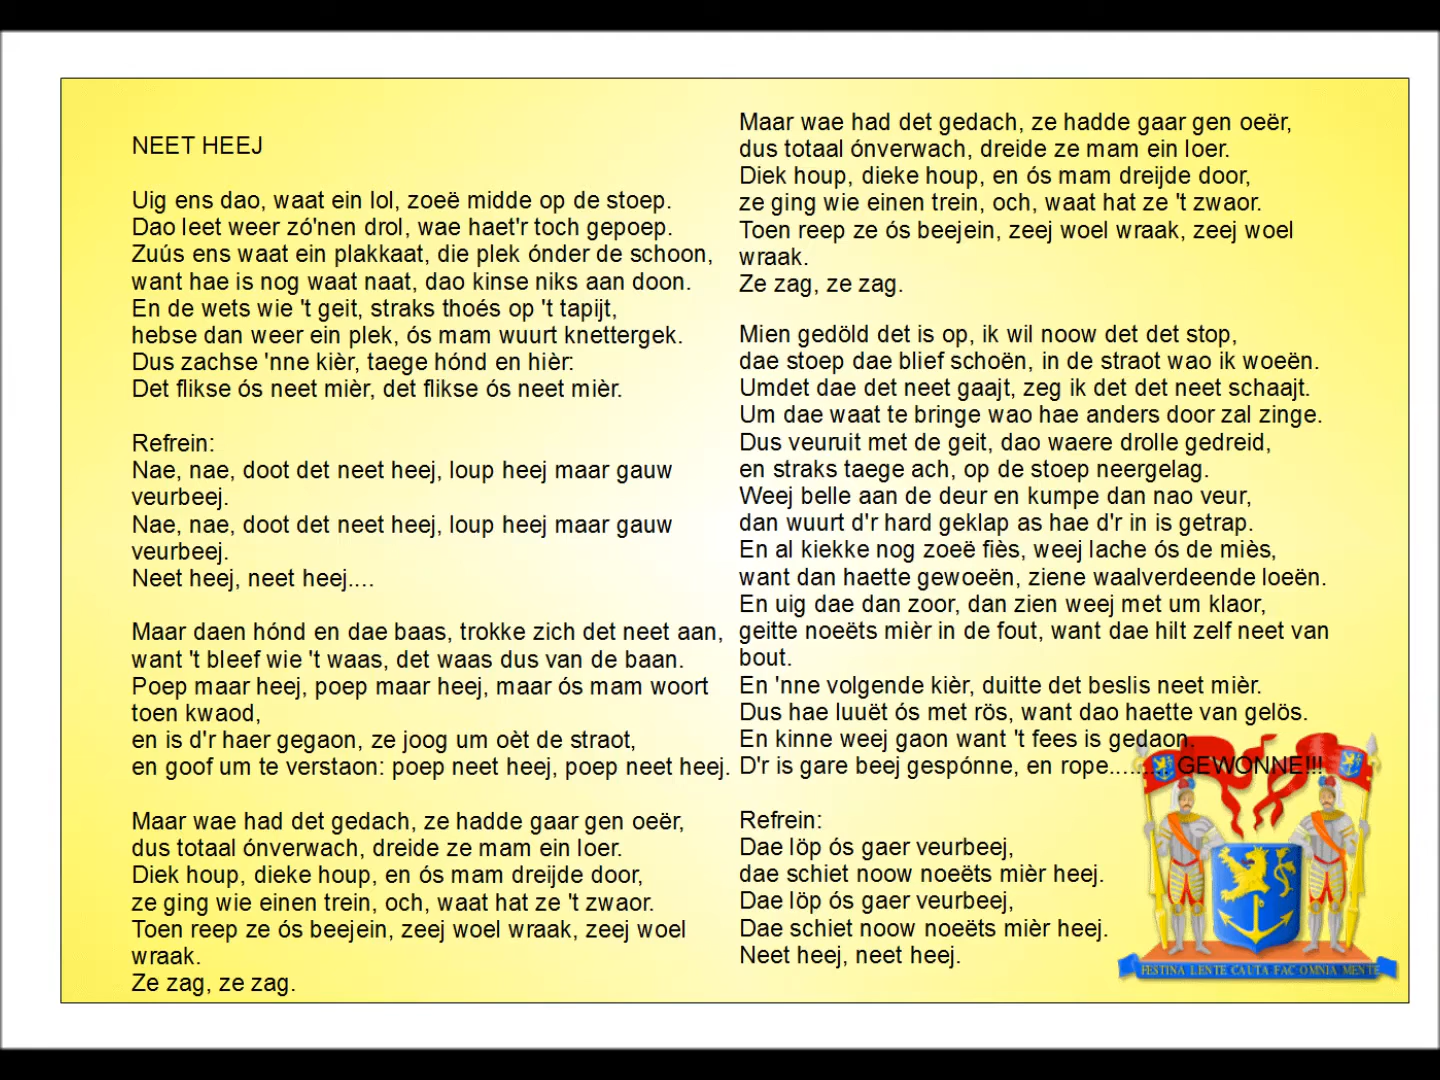 NEET HEEJ
Uig ens dao, waat ein lol, zoeë midde op de stoep.
Dao leet weer zó'nen drol, wae haet'r toch gepoep.
Zuús ens waat ein plakkaat, die plek ónder de schoon,
want hae is nog waat naat, dao kinse niks aan doon.
En de wets wie 't geit, straks thoés op 't tapijt,
hebse dan weer ein plek, ós mam wuurt knettergek.
Dus zachse 'nne kièr, taege hónd en hièr:
Det flikse ós neet mièr, det flikse ós neet mièr.
Refrein:
Nae, nae, doot det neet heej, loup heej maar gauw
veurbeej.
Nae, nae, doot det neet heej, loup heej maar gauw
veurbeej.
Neet heej, neet heej....
Maar daen hónd en dae baas, trokke zich det neet aan,
want 't bleef wie 't waas, det waas dus van de baan.
Poep maar heej, poep maar heej, maar ós mam woort
toen kwaod,
en is d'r haer gegaon, ze joog um oèt de straot,
en goof um te verstaon: poep neet heej, poep neet heej.
Maar wae had det gedach, ze hadde gaar gen oeër,
dus totaal ónverwach, dreide ze mam ein loer.
Diek houp, dieke houp, en ós mam dreijde door,
ze ging wie einen trein, och, waat hat ze 't zwaor.
Toen reep ze ós beejein, zeej woel wraak, zeej woel
wraak.
Ze zag, ze zag.
Maar wae had det gedach, ze hadde gaar gen oeër,
dus totaal ónverwach, dreide ze mam ein loer.
Diek houp, dieke houp, en ós mam dreijde door,
ze ging wie einen trein, och, waat hat ze 't zwaor.
Toen reep ze ós beejein, zeej woel wraak, zeej woel
wraak.
Ze zag, ze zag.
Mien gedöld det is op, ik wil noow det det stop,
dae stoep dae blief schoën, in de straot wao ik woeën.
Umdet dae det neet gaajt, zeg ik det det neet schaajt.
Um dae waat te bringe wao hae anders door zal zinge.
Dus veuruit met de geit, dao waere drolle gedreid,
en straks taege ach, op de stoep neergelag.
Weej belle aan de deur en kumpe dan nao veur,
dan wuurt d'r hard geklap as hae d'r in is getrap.
En al kiekke nog zoeë fiès, weej lache ós de miès,
want dan haette gewoeën, ziene waalverdeende loeën.
En uig dae dan zoor, dan zien weej met um klaor,
geitte noeëts mièr in de fout, want dae hilt zelf neet van
bout.
En 'nne volgende kièr, duitte det beslis neet mièr.
Dus hae luuët ós met rös, want dao haette van gelös.
En kinne weej gaon want 't fees is gedaon.
D'r is gare beej gespónne, en rope......... GEWONNE!!!
Refrein:
Dae löp ós gaer veurbeej,
dae schiet noow noeëts mièr heej.
Dae löp ós gaer veurbeej,
Dae schiet noow noeëts mièr heej.
Neet heej, neet heej.
FESTINA LENTE CAUTA FAC OMNIA MENTE